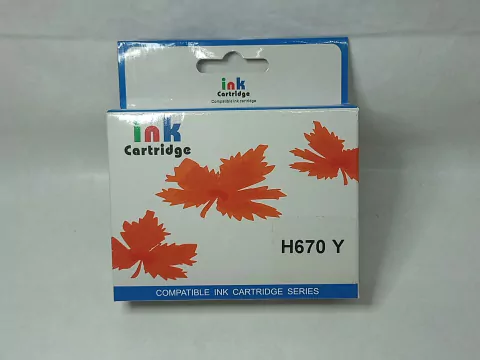 ink
Cartridge
Compatible ink cartridge
ink
Cartridge
H670 Y
COMPATIBLE INK CARTRIDGE SERIES